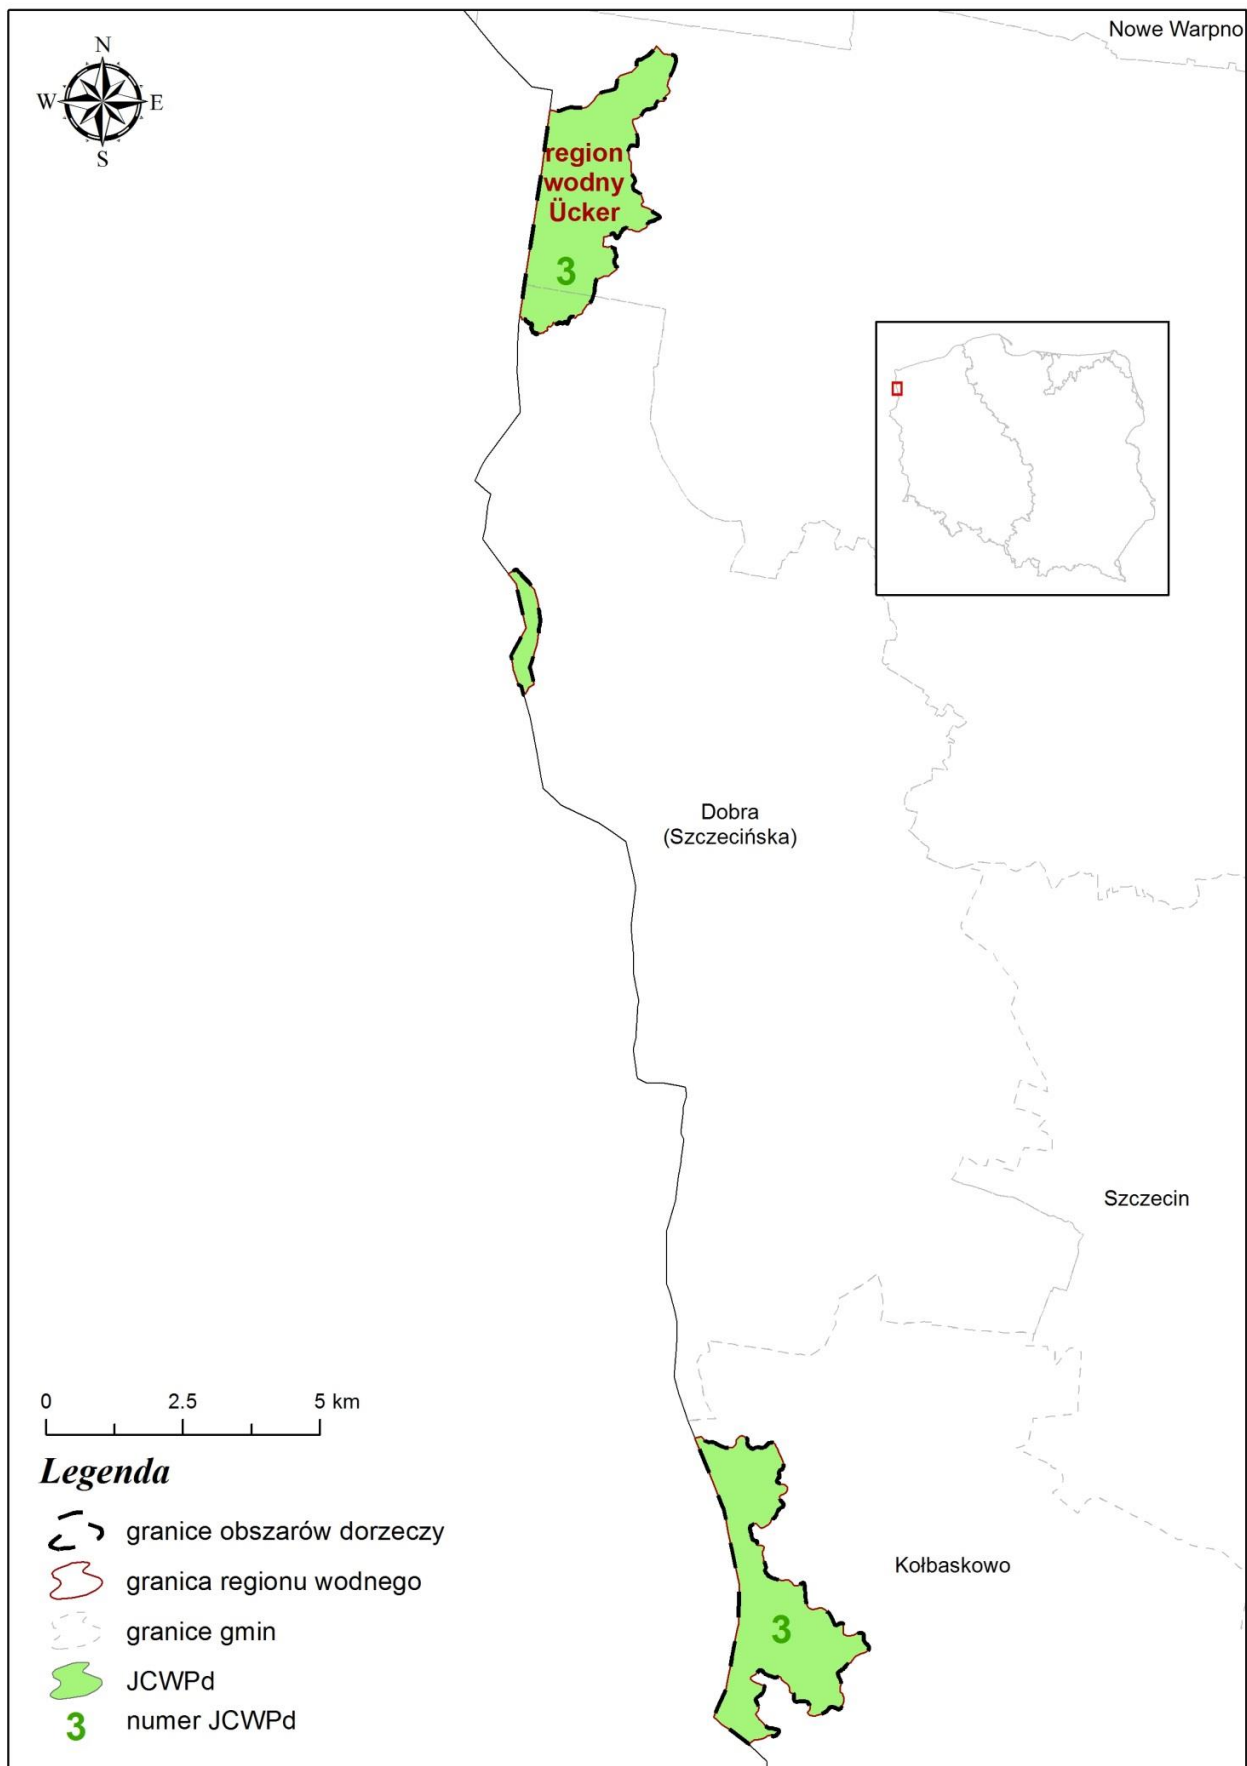 Nowe Warpno
N
W
E
S
region
wodny
Ücker
3
Dobra
(Szczecińska)
Szczecin
0
2.5
5 km
Legenda
granice obszarów dorzeczy
granica regionu wodnego
granice gmin
JCWPd
3
numer JCWPd
Kołbaskowo
3